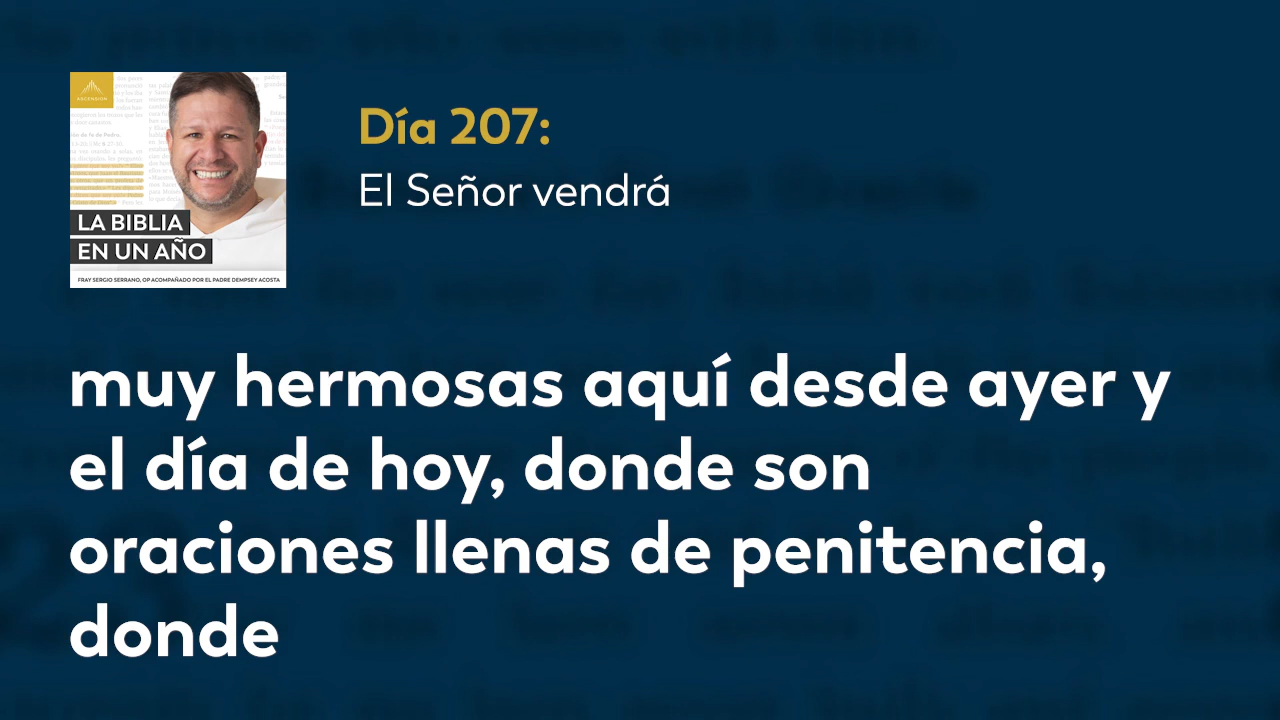 ASCENSION
Día 207:
El Señor vendrá
LA BIBLIA
EN UN AÑO
FRAY SERGIO SERRANO, OP ACOMPAÑADO POR EL PADRE DEMPSEY ACOSTA
muy hermosas aquí desde ayer y
el día de hoy, donde son
oraciones llenas de penitencia,
donde